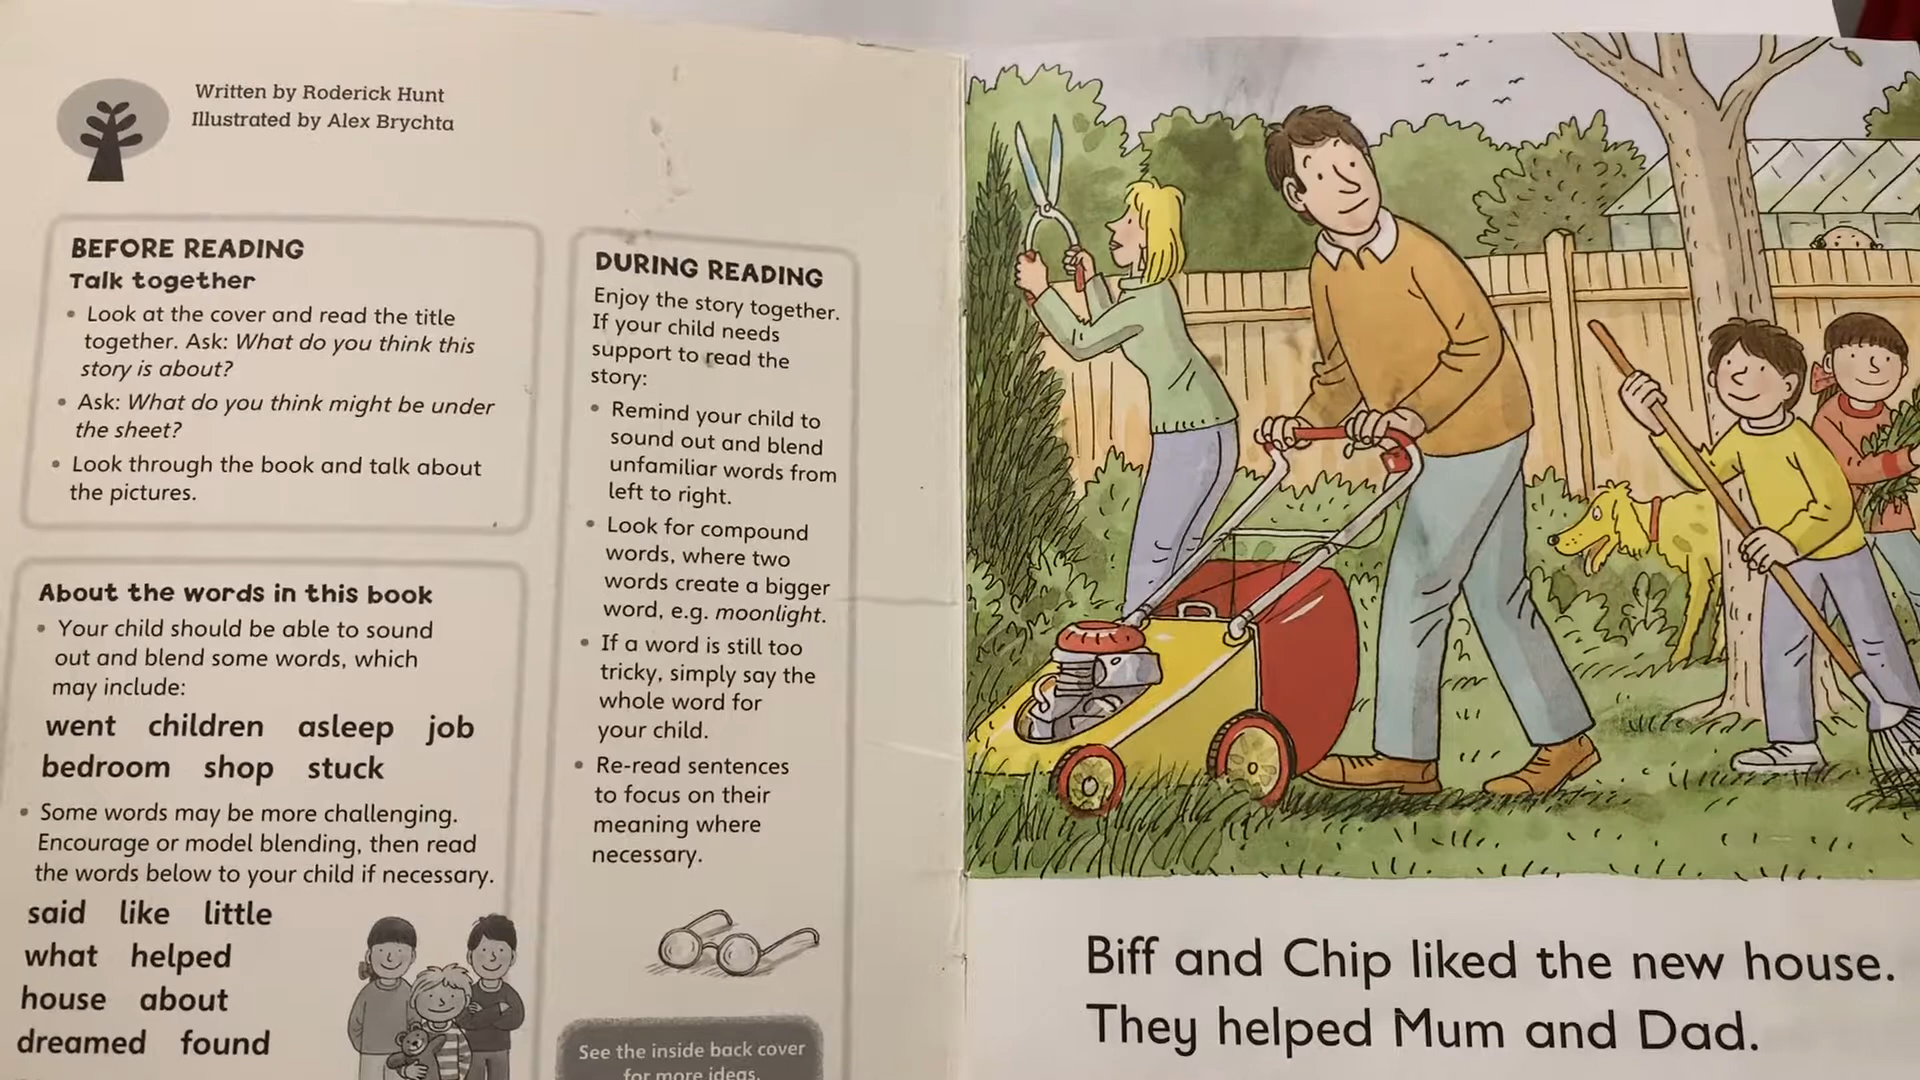 Written by Roderick Hunt
Illustrated by Alex Brychta
BEFORE READING
Talk together
• Look at the cover and read the title
together. Ask: What do you think this
story is about?
• Ask: What do you think might be under
the sheet?
• Look through the book and talk about
the pictures.
About the words in this book
• Your child should be able to sound
out and blend some words, which
may include:
went children asleep job
bedroom shop stuck
• Some words may be more challenging.
Encourage or model blending, then read
the words below to your child if necessary.
said like little
what helped
house about
dreamed found
DURING READING
Enjoy the story together.
If your child needs
support to read the
story:
• Remind your child to
sound out and blend
unfamiliar words from
left to right.
• Look for compound
words, where two
words create a bigger
word, e.g. moonlight.
• If a word is still too
tricky, simply say the
whole word for
your child.
• Re-read sentences
to focus on their
meaning where
necessary.
See the inside back cover
for more ideas.
Biff and Chip liked the new house.
They helped Mum and Dad.